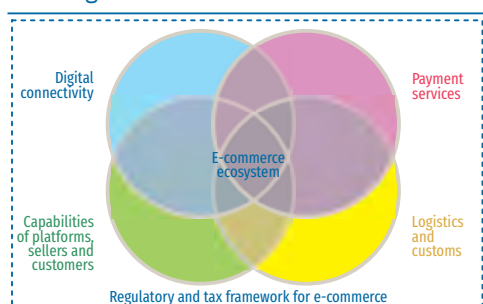 Digital
connectivity
Payment
services
E-commerce
ecosystem
Capabilities
of platforms,
sellers and
customers
Logistics
and
customs
Regulatory and tax framework for e-commerce